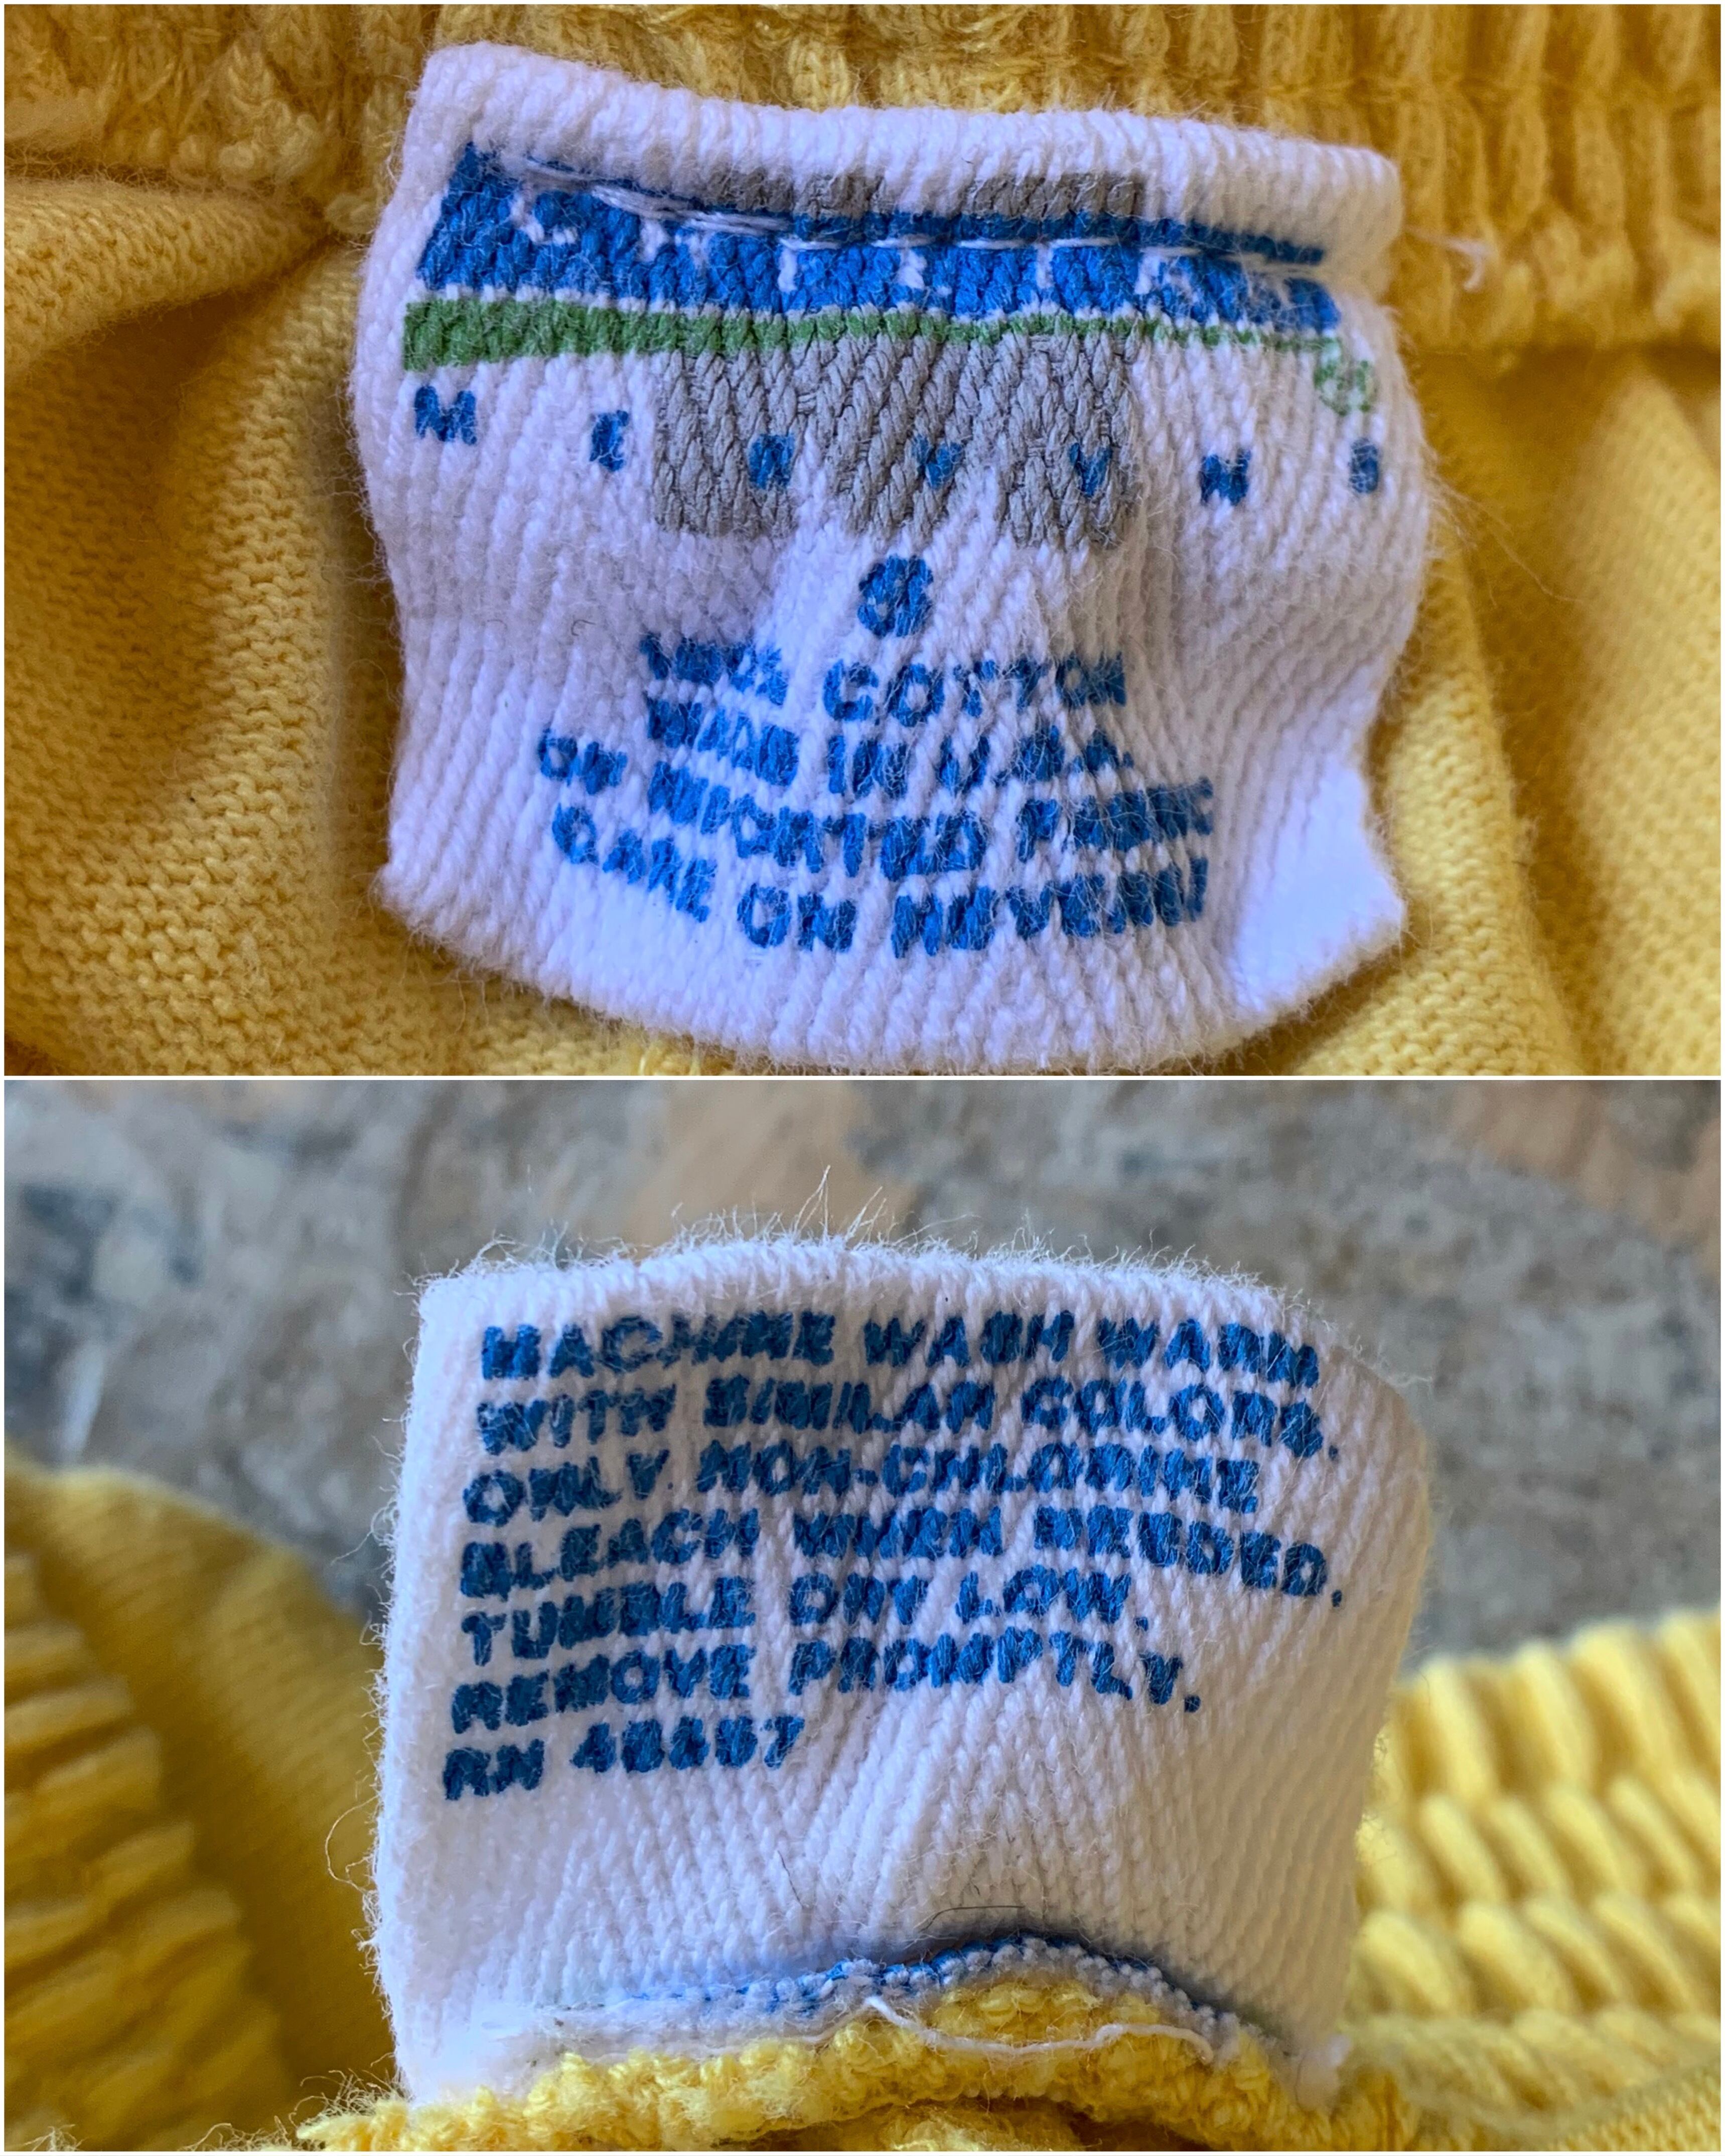 M E R V Y N S
100% COTTON
MADE IN U.S.A.
OF IMPORTED FABRIC
CARE ON REVERSE
MACHINE WASH WARM
WITH SIMILAR COLORS.
ONLY NON-CHLORINE
BLEACH WHEN NEEDED.
TUMBLE DRY LOW.
REMOVE PROMPTLY.
RN